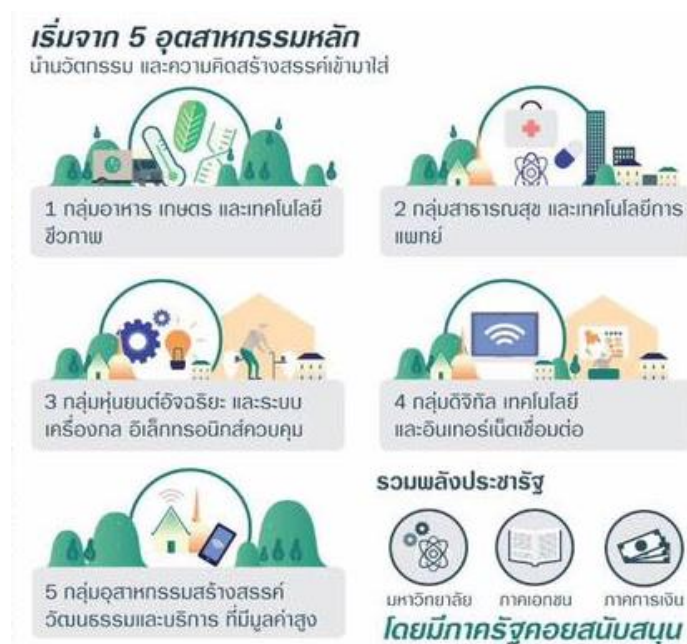 เริ่มจาก 5 อุตสาหกรรมหลัก
นำนวัตกรรม และความคิดสร้างสรรค์เข้ามาใส่
1 กลุ่มอาหาร เกษตร และเทคโนโลยี
ชีวภาพ
2 กลุ่มสาธารณสุข และเทคโนโลยีการ
แพทย์
3 กลุ่มหุ่นยนต์อัจฉริยะ และระบบ
เครื่องกล อิเล็กทรอนิกส์ควบคุม
4 กลุ่มดิจิทัล เทคโนโลยี
และอินเทอร์เน็ตเชื่อมต่อ
5 กลุ่มอุสาหกรรมสร้างสรรค์
วัฒนธรรมและบริการ ที่มีมูลค่าสูง
รวมพลังประชารัฐ
มหาวิทยาลัย ภาคเอกชน ภาคการเงิน
โดยมีภาครัฐคอยสนับสนุน